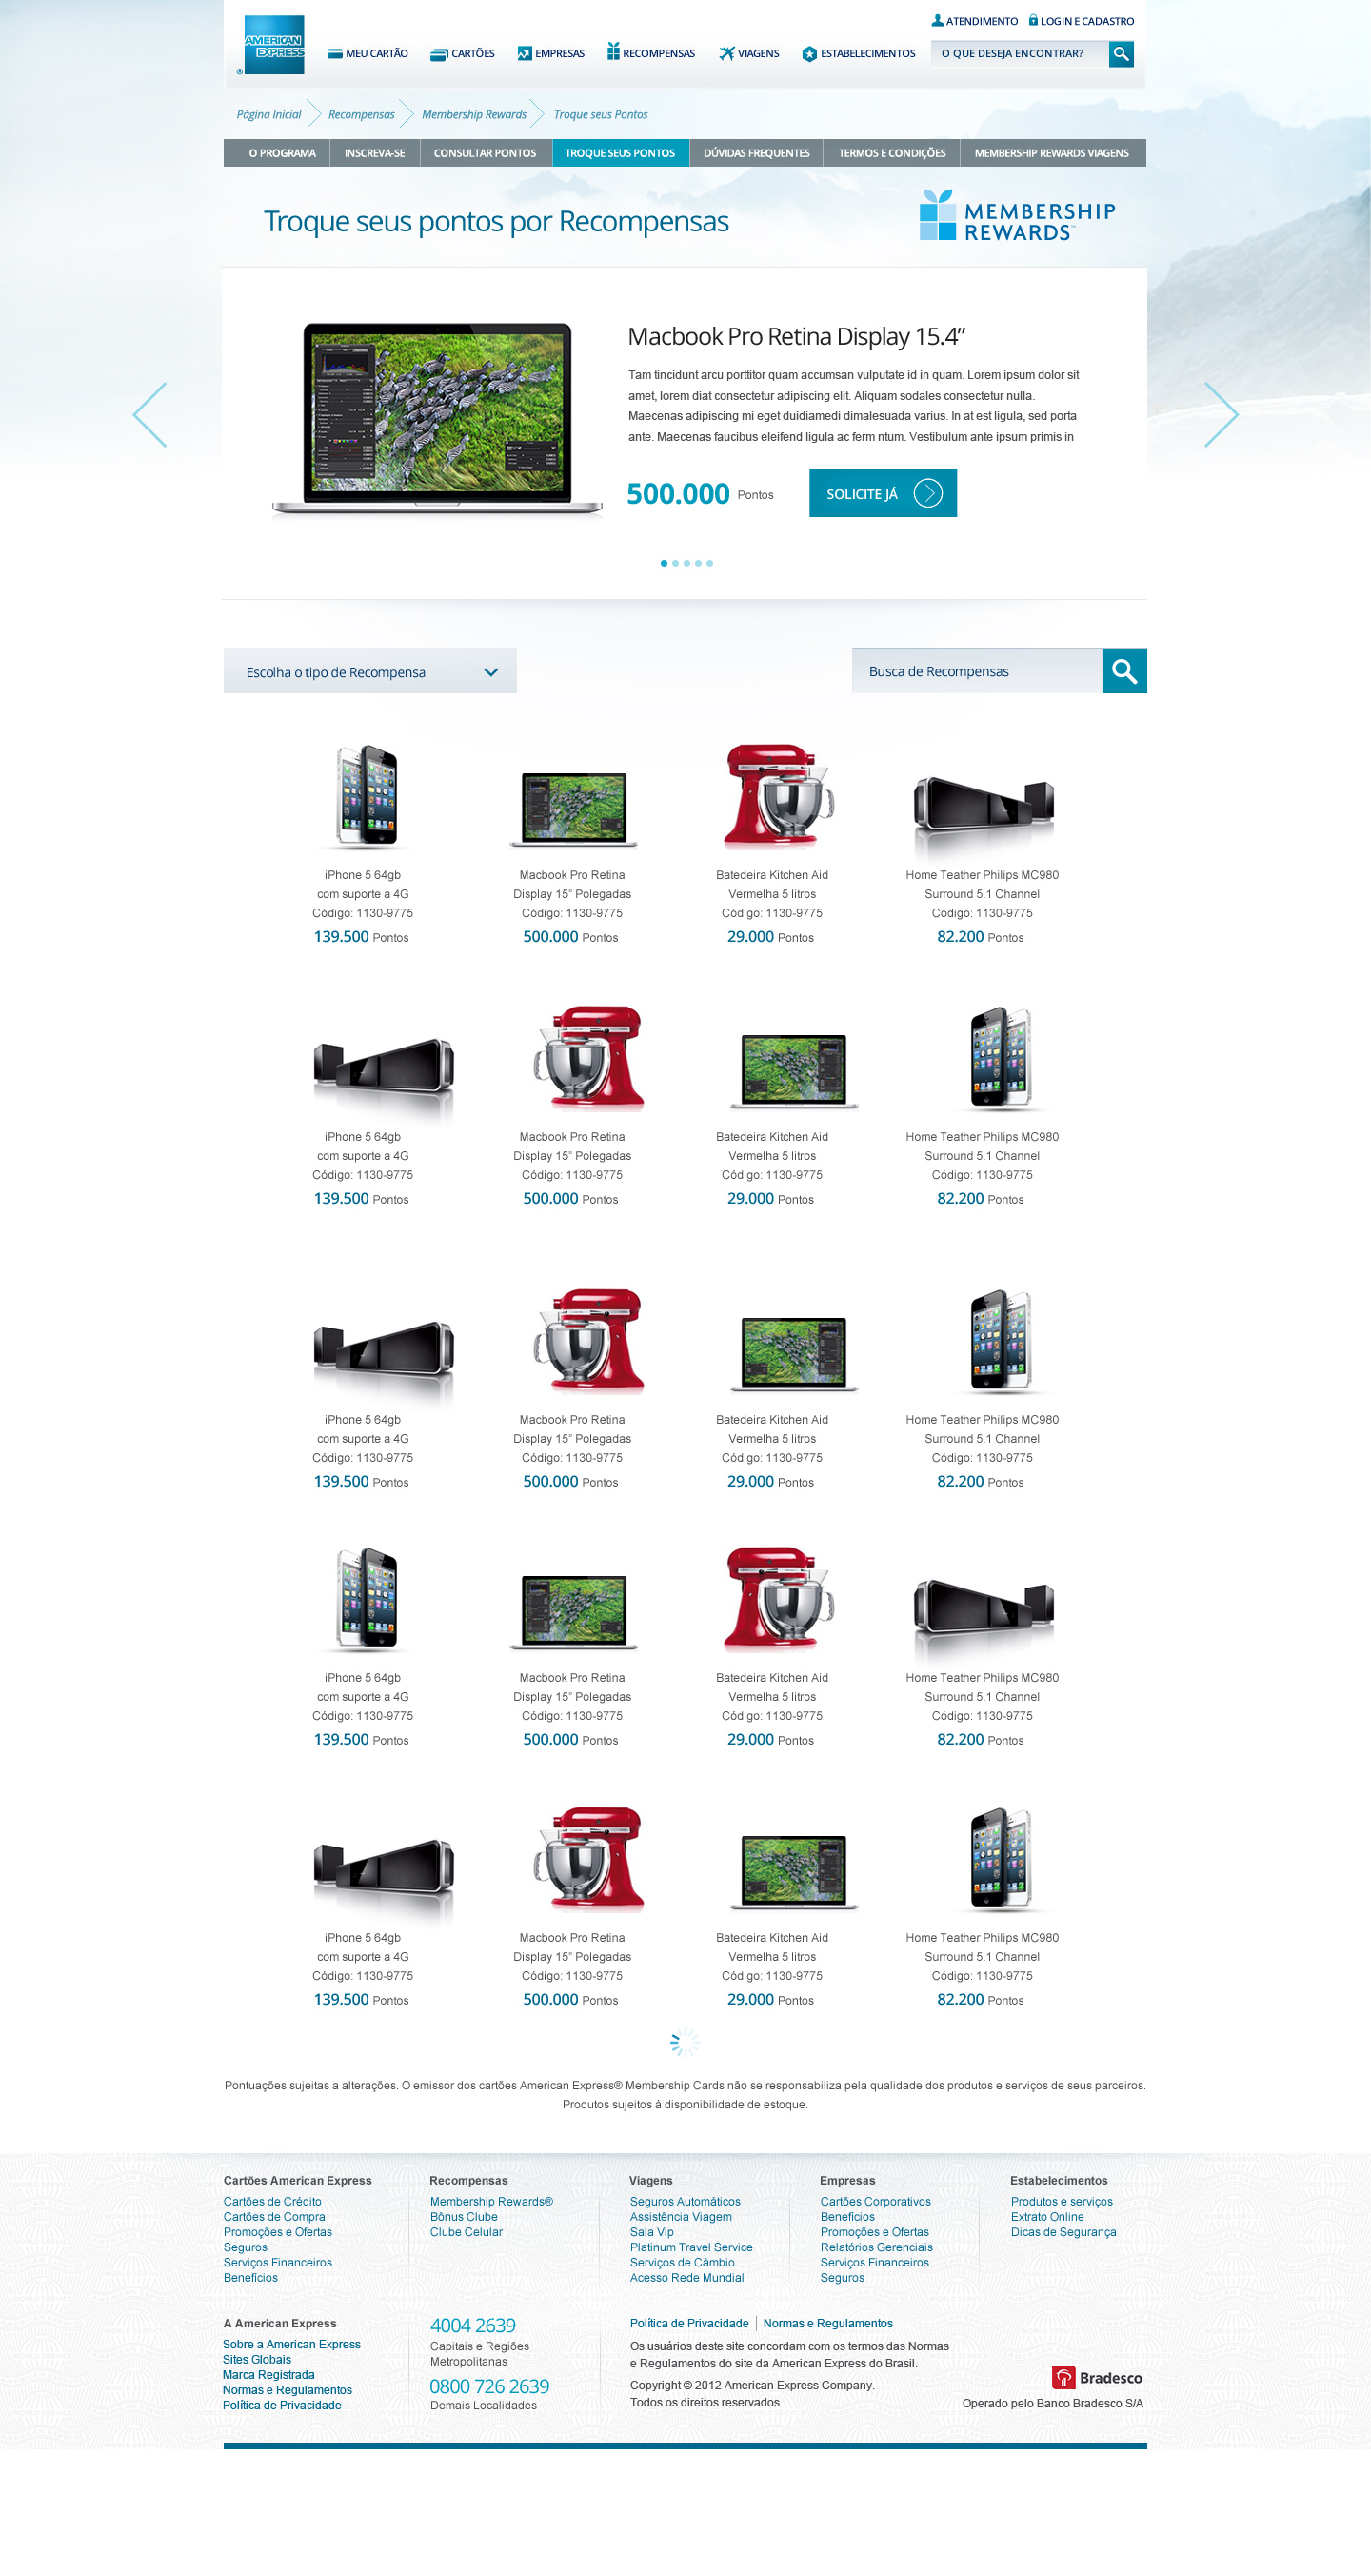 ATENDIMENTO LOGIN E CADASTRO
AMERICAN EXPRESS ®
MEU CARTÃO CARTÕES EMPRESAS RECOMPENSAS VIAGENS ESTABELECIMENTOS O QUE DESEJA ENCONTRAR?
Página Inicial Recompensas Membership Rewards Troque seus Pontos
O PROGRAMA INSCREVA-SE CONSULTAR PONTOS TROQUE SEUS PONTOS DÚVIDAS FREQUENTES TERMOS E CONDIÇÕES MEMBERSHIP REWARDS VIAGENS
Troque seus pontos por Recompensas
MEMBERSHIP
REWARDS™
Macbook Pro Retina Display 15.4”
Tam tincidunt arcu porttitor quam accumsan vulputate id in quam. Lorem ipsum dolor sit
amet, lorem diat consectetur adipiscing elit. Aliquam sodales consectetur nulla.
Maecenas adipiscing mi eget duidiamedi dimalesuada varius. In at est ligula, sed porta
ante. Maecenas faucibus eleifend ligula ac ferm ntum. Vestibulum ante ipsum primis in
500.000 Pontos SOLICITE JÁ
Escolha o tipo de Recompensa Busca de Recompensas
iPhone 5 64gb Macbook Pro Retina Batedeira Kitchen Aid Home Teather Philips MC980
com suporte a 4G Display 15” Polegadas Vermelha 5 litros Surround 5.1 Channel
Código: 1130-9775 Código: 1130-9775 Código: 1130-9775 Código: 1130-9775
139.500 Pontos 500.000 Pontos 29.000 Pontos 82.200 Pontos
iPhone 5 64gb Macbook Pro Retina Batedeira Kitchen Aid Home Teather Philips MC980
com suporte a 4G Display 15” Polegadas Vermelha 5 litros Surround 5.1 Channel
Código: 1130-9775 Código: 1130-9775 Código: 1130-9775 Código: 1130-9775
139.500 Pontos 500.000 Pontos 29.000 Pontos 82.200 Pontos
iPhone 5 64gb Macbook Pro Retina Batedeira Kitchen Aid Home Teather Philips MC980
com suporte a 4G Display 15” Polegadas Vermelha 5 litros Surround 5.1 Channel
Código: 1130-9775 Código: 1130-9775 Código: 1130-9775 Código: 1130-9775
139.500 Pontos 500.000 Pontos 29.000 Pontos 82.200 Pontos
iPhone 5 64gb Macbook Pro Retina Batedeira Kitchen Aid Home Teather Philips MC980
com suporte a 4G Display 15” Polegadas Vermelha 5 litros Surround 5.1 Channel
Código: 1130-9775 Código: 1130-9775 Código: 1130-9775 Código: 1130-9775
139.500 Pontos 500.000 Pontos 29.000 Pontos 82.200 Pontos
iPhone 5 64gb Macbook Pro Retina Batedeira Kitchen Aid Home Teather Philips MC980
com suporte a 4G Display 15” Polegadas Vermelha 5 litros Surround 5.1 Channel
Código: 1130-9775 Código: 1130-9775 Código: 1130-9775 Código: 1130-9775
139.500 Pontos 500.000 Pontos 29.000 Pontos 82.200 Pontos
Pontuações sujeitas a alterações. O emissor dos cartões American Express® Membership Cards não se responsabiliza pela qualidade dos produtos e serviços de seus parceiros.
Produtos sujeitos à disponibilidade de estoque.
Cartões American Express
Cartões de Crédito
Cartões de Compra
Promoções e Ofertas
Seguros
Serviços Financeiros
Benefícios
Recompensas
Membership Rewards®
Bônus Clube
Clube Celular
Viagens
Seguros Automáticos
Assistência Viagem
Sala Vip
Platinum Travel Service
Serviços de Câmbio
Acesso Rede Mundial
Empresas
Cartões Corporativos
Benefícios
Promoções e Ofertas
Relatórios Gerenciais
Serviços Financeiros
Seguros
Estabelecimentos
Produtos e serviços
Extrato Online
Dicas de Segurança
A American Express
Sobre a American Express
Sites Globais
Marca Registrada
Normas e Regulamentos
Política de Privacidade
4004 2639
Capitais e Regiões
Metropolitanas
0800 726 2639
Demais Localidades
Política de Privacidade Normas e Regulamentos
Os usuários deste site concordam com os termos das Normas
e Regulamentos do site da American Express do Brasil.
Copyright © 2012 American Express Company.
Todos os direitos reservados.
Bradesco
Operado pelo Banco Bradesco S/A